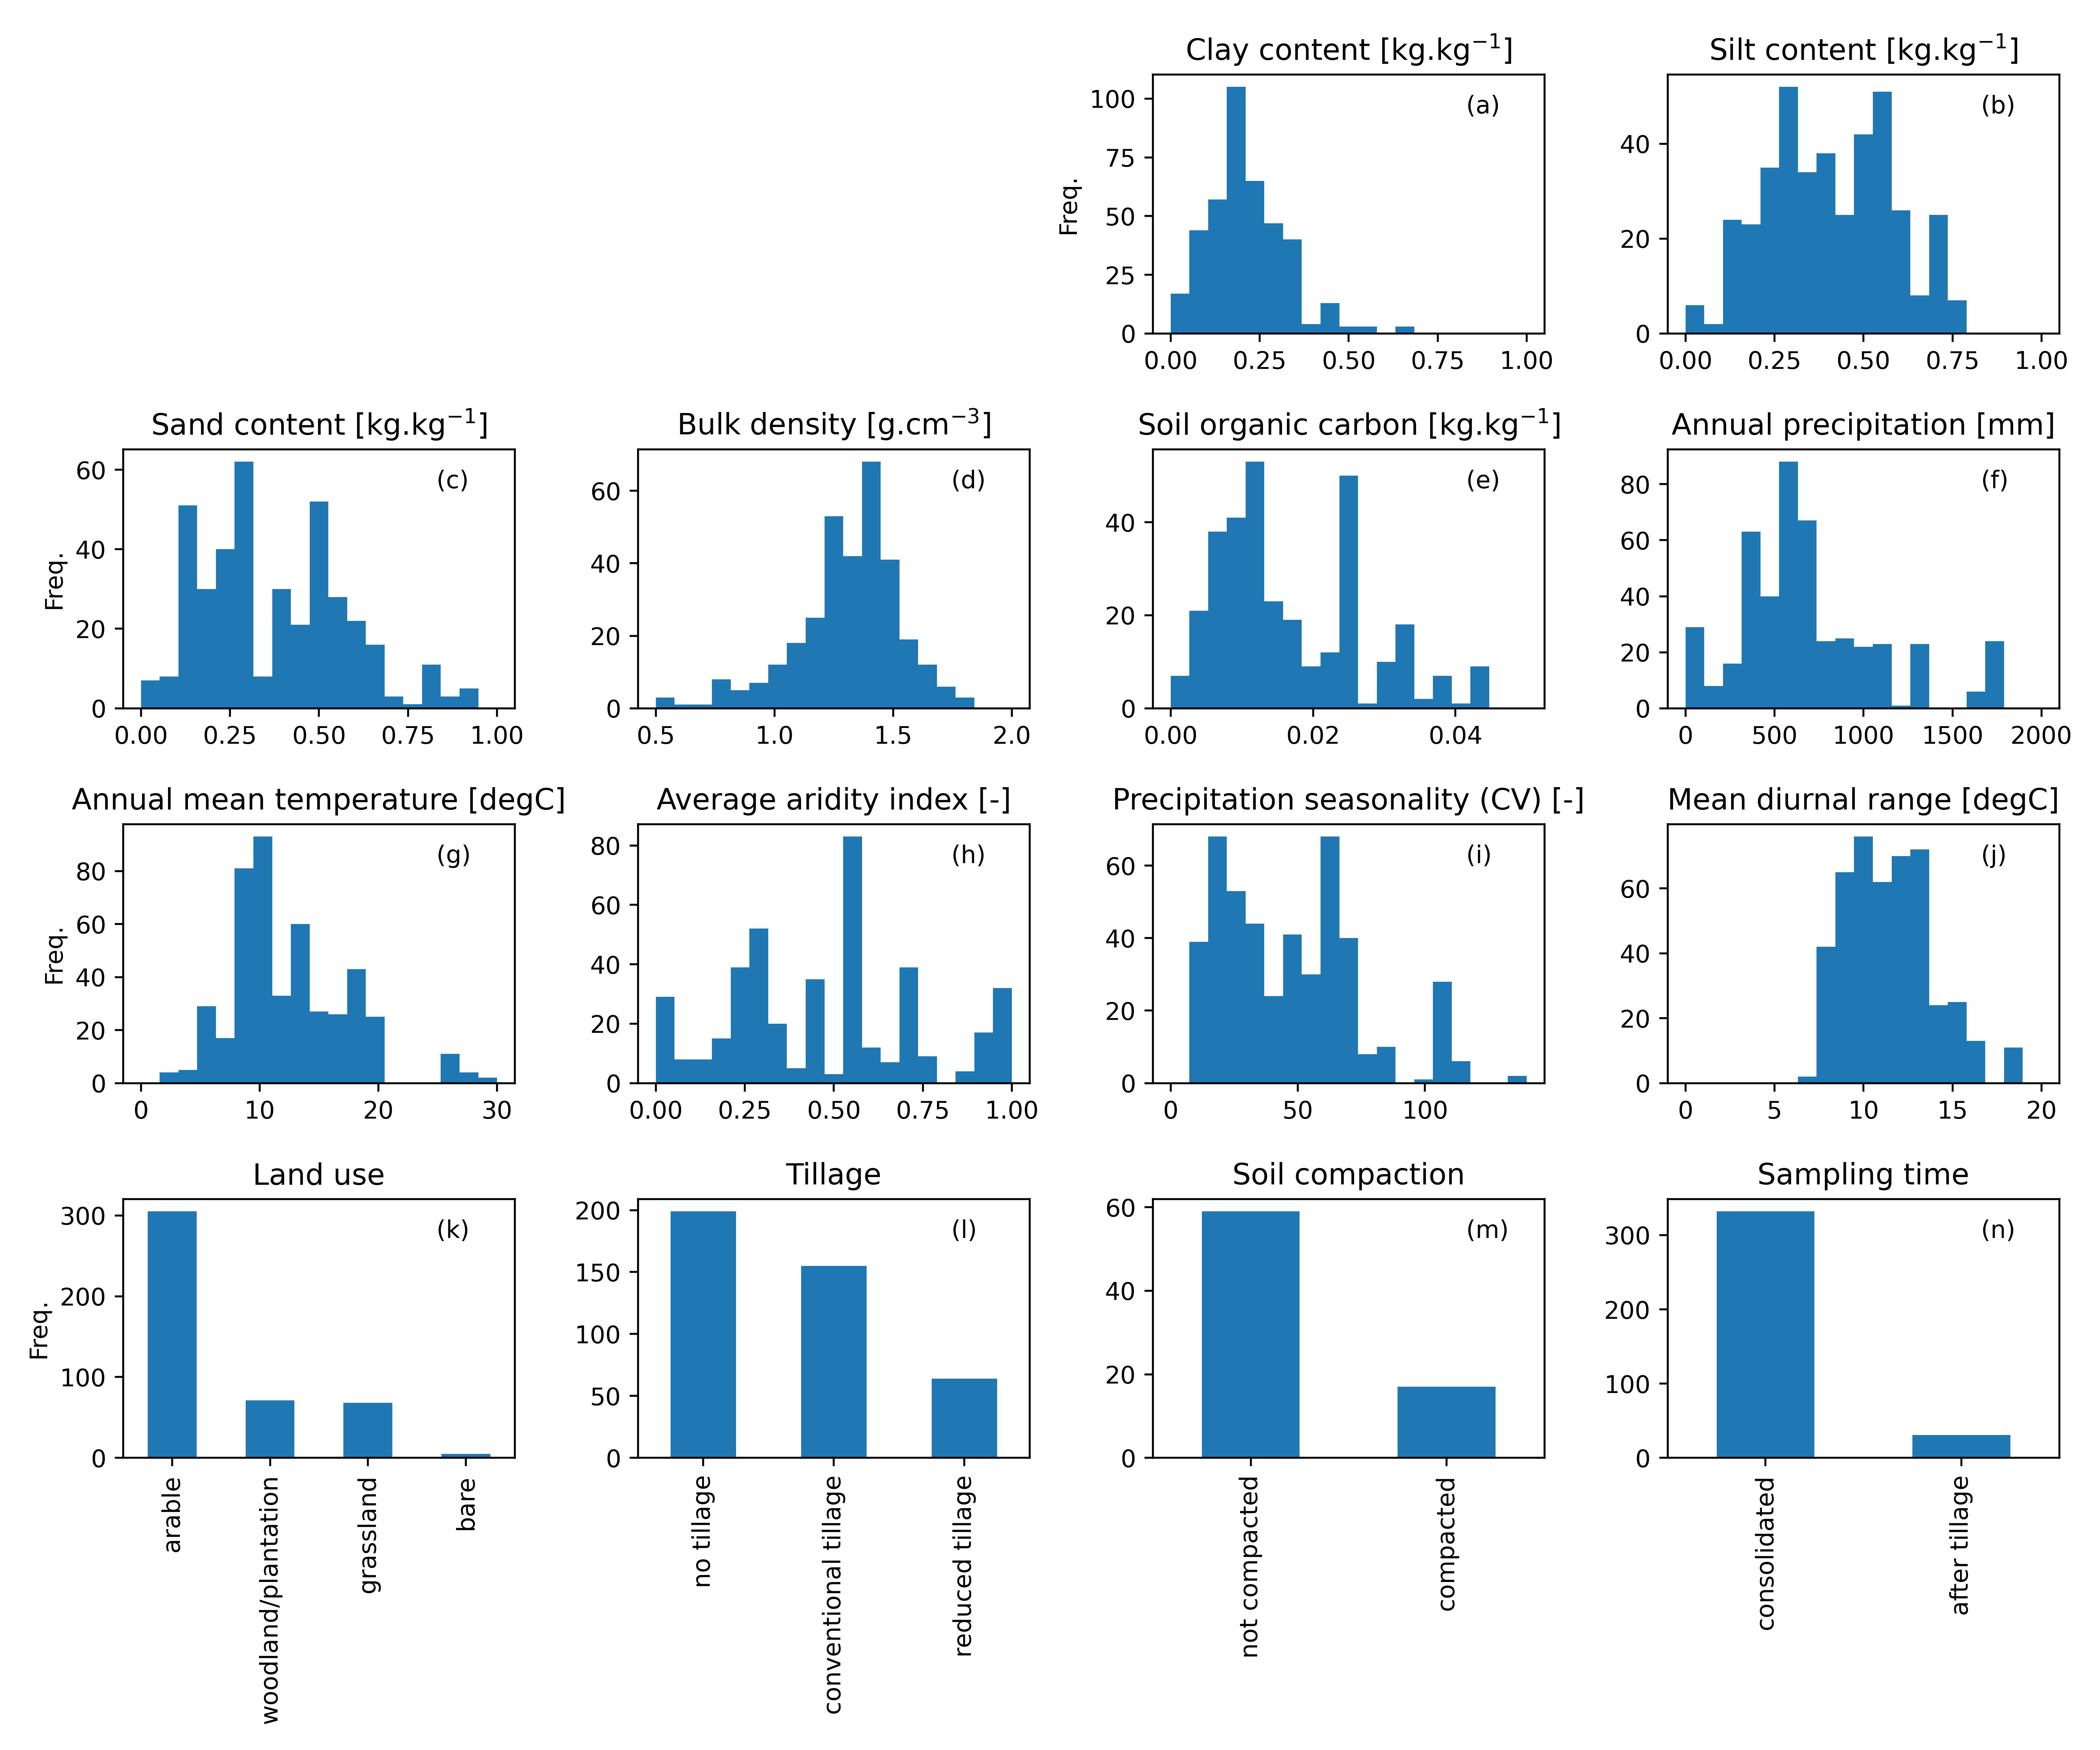 Clay content [kg.kg⁻¹]
Silt content [kg.kg⁻¹]
(a)
(b)
Freq.
100
75
50
25
0
0.00 0.25 0.50 0.75 1.00
40
20
0
0.00 0.25 0.50 0.75 1.00
Sand content [kg.kg⁻¹]
Bulk density [g.cm⁻³]
Soil organic carbon [kg.kg⁻¹]
Annual precipitation [mm]
(c)
(d)
(e)
(f)
Freq.
60
40
20
0
0.00 0.25 0.50 0.75 1.00
60
40
20
0
0.5 1.0 1.5 2.0
40
20
0
0.00 0.02 0.04
80
60
40
20
0
0 500 1000 1500 2000
Annual mean temperature [degC]
Average aridity index [-]
Precipitation seasonality (CV) [-]
Mean diurnal range [degC]
(g)
(h)
(i)
(j)
Freq.
80
60
40
20
0
0 10 20 30
80
60
40
20
0
0.00 0.25 0.50 0.75 1.00
60
40
20
0
0 50 100
60
40
20
0
0 5 10 15 20
Land use
Tillage
Soil compaction
Sampling time
(k)
(l)
(m)
(n)
Freq.
300
200
100
0
arable
woodland/plantation
grassland
bare
200
150
100
50
0
no tillage
conventional tillage
reduced tillage
60
40
20
0
not compacted
compacted
300
200
100
0
consolidated
after tillage